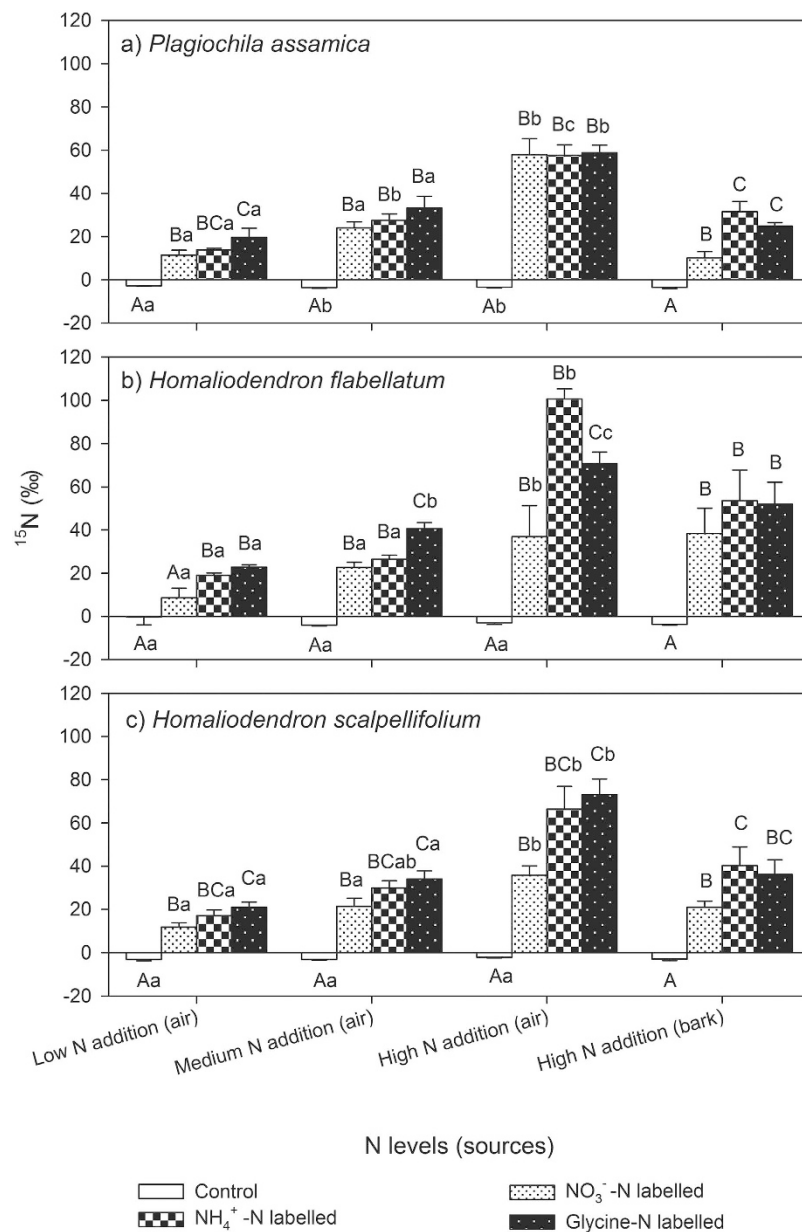 120
a) Plagiochila assamica
100
80
Bb Bc Bb
60
Ca Ba Bb Ba C
40
Ba BCa B C
20
0
Aa Ab Ab A
-20
120
b) Homaliodendron flabellatum Bb
100
Cc
80
Bb B B B
60
Cb
40
Aa Ba Ba Ba Ba
20
0
Aa Aa Aa A
-20
15N (‰)
120
c) Homaliodendron scalpellifolium
100
BCb Cb
80
60
Bb C BC
40
Ba BCa Ca Ba BCab Ca B
20
0
Aa Aa Aa A
-20
Low N addition (air) Medium N addition (air) High N addition (air) High N addition (bark)
N levels (sources)
Control NO3⁻-N labelled
NH4⁺-N labelled Glycine-N labelled